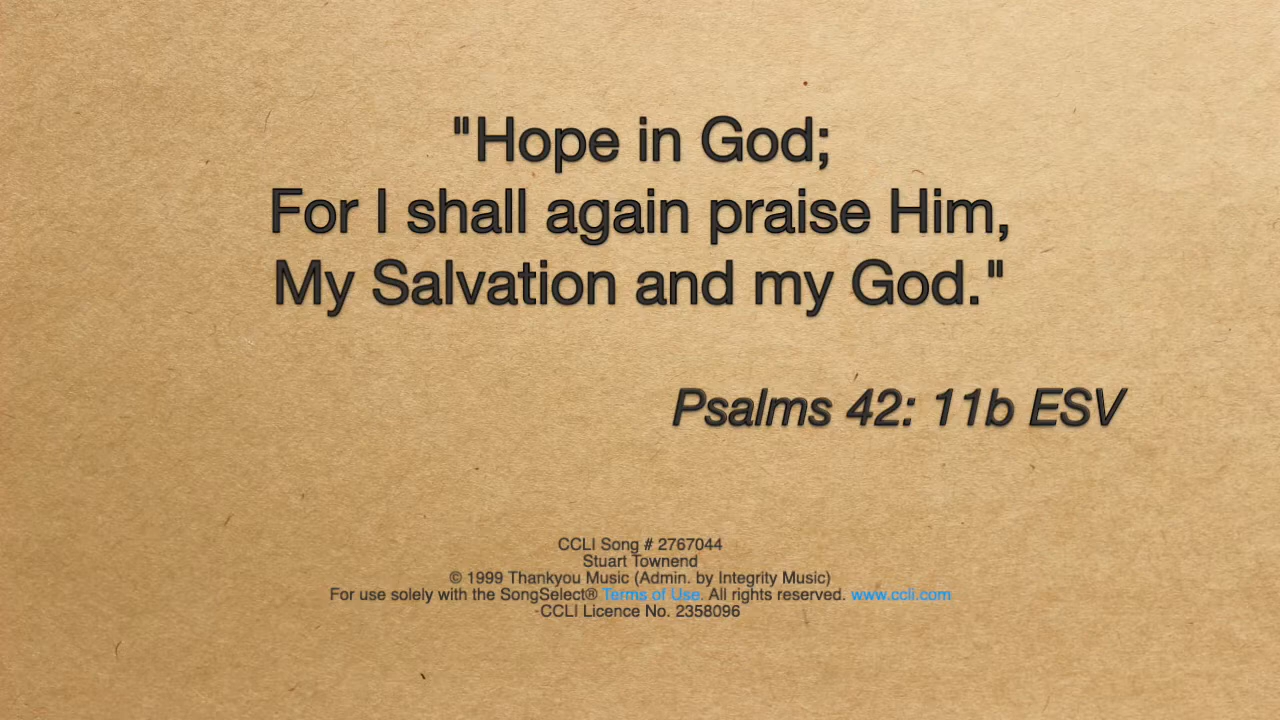 "Hope in God;
For I shall again praise Him,
My Salvation and my God."
Psalms 42: 11b ESV
CCLI Song # 2767044
Stuart Townend
© 1999 Thankyou Music (Admin. by Integrity Music)
For use solely with the SongSelect® Terms of Use. All rights reserved. www.ccli.com
CCLI Licence No. 2358096